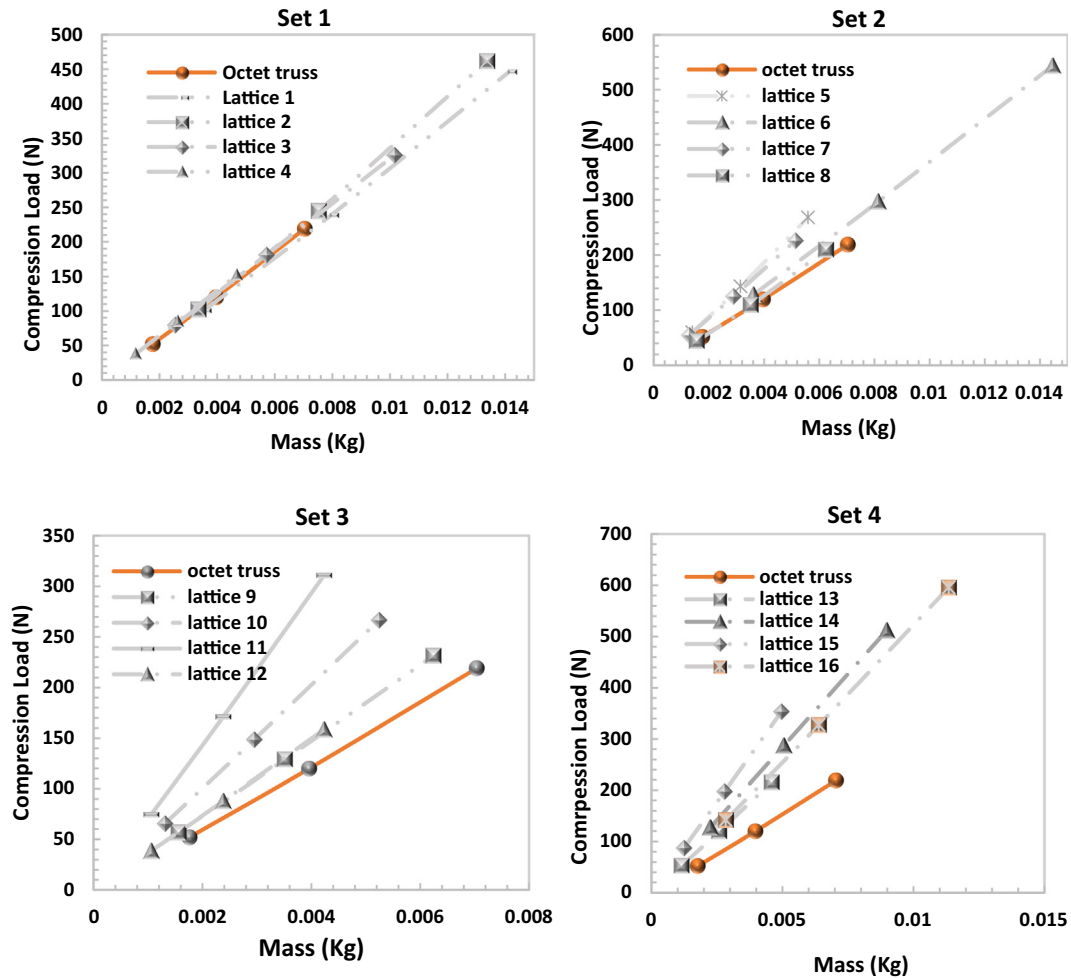 Set 1
Compression Load (N)
500
450
400
350
300
250
200
150
100
50
0
Octet truss
Lattice 1
lattice 2
lattice 3
lattice 4
0 0.002 0.004 0.006 0.008 0.01 0.012 0.014
Mass (Kg)
Set 2
Compression Load (N)
600
500
400
300
200
100
0
octet truss
lattice 5
lattice 6
lattice 7
lattice 8
0 0.002 0.004 0.006 0.008 0.01 0.012 0.014
Mass (Kg)
Set 3
Compression Load (N)
350
300
250
200
150
100
50
0
octet truss
lattice 9
lattice 10
lattice 11
lattice 12
0 0.002 0.004 0.006 0.008
Mass (Kg)
Set 4
Comrpession Load (N)
700
600
500
400
300
200
100
0
octet truss
lattice 13
lattice 14
lattice 15
lattice 16
0 0.005 0.01 0.015
Mass (Kg)